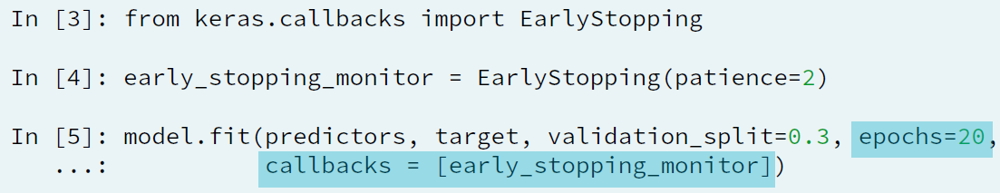 In [3]: from keras.callbacks import EarlyStopping
In [4]: early_stopping_monitor = EarlyStopping(patience=2)
In [5]: model.fit(predictors, target, validation_split=0.3, epochs=20,
...: callbacks = [early_stopping_monitor])